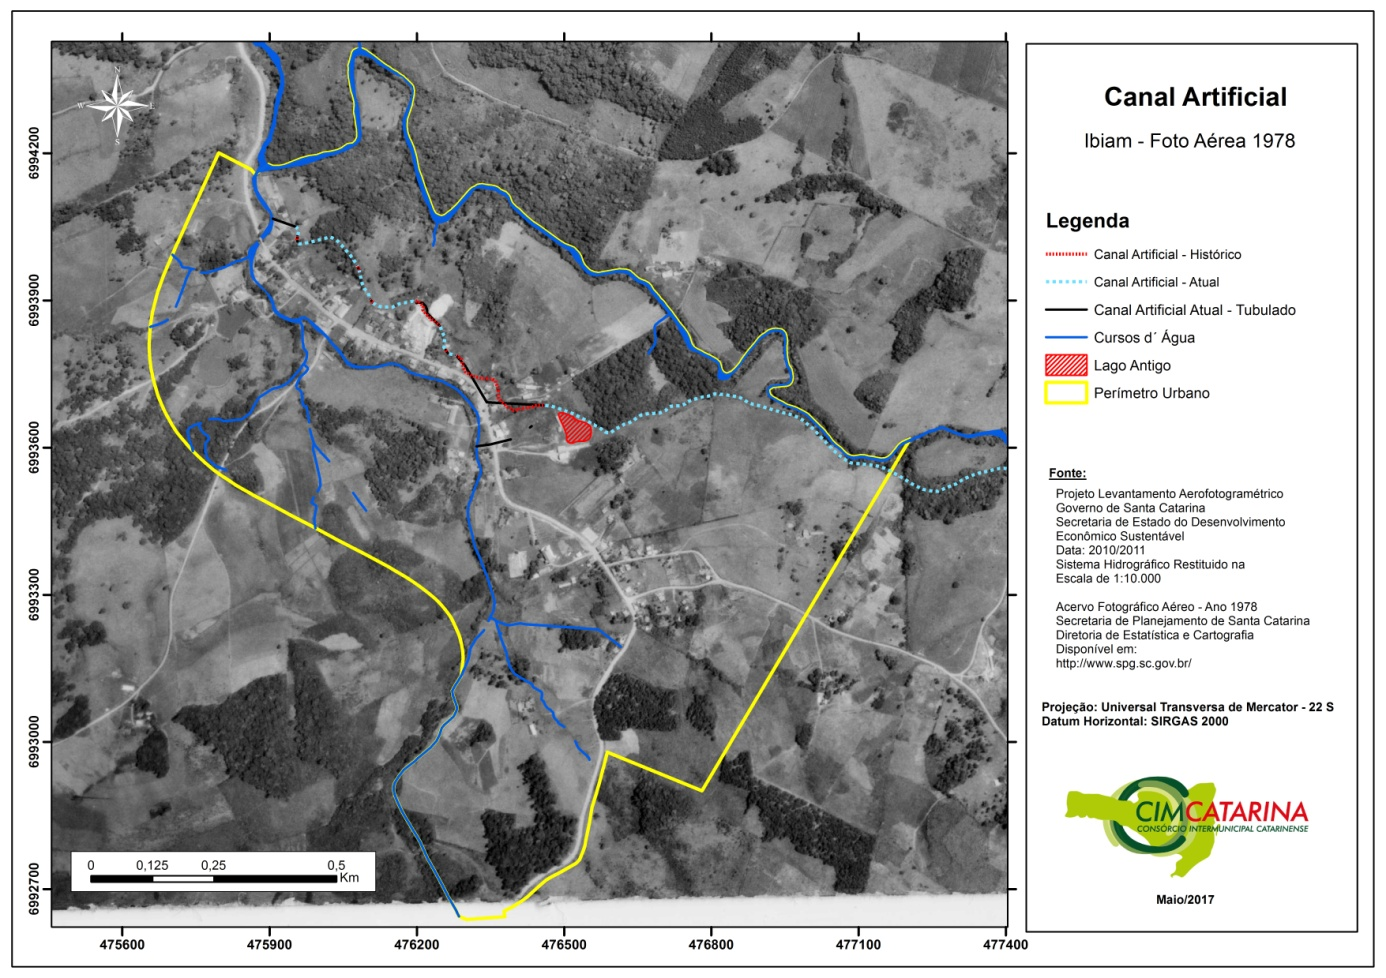 Canal Artificial
Ibiam - Foto Aérea 1978
Legenda
Canal Artificial - Histórico
Canal Artificial - Atual
Canal Artificial Atual - Tubulado
Cursos d´ Água
Lago Antigo
Perímetro Urbano
Fonte:
Projeto Levantamento Aerofotogramétrico
Governo de Santa Catarina
Secretaria de Estado do Desenvolvimento
Econômico Sustentável
Data: 2010/2011
Sistema Hidrográfico Restituido na
Escala de 1:10.000
Acervo Fotográfico Aéreo - Ano 1978
Secretaria de Planejamento de Santa Catarina
Diretoria de Estatística e Cartografia
Disponível em:
http://www.spg.sc.gov.br/
Projeção: Universal Transversa de Mercator - 22 S
Datum Horizontal: SIRGAS 2000
CIMCATARINA
CONSÓRCIO INTERMUNICIPAL CATARINENSE
Maio/2017
N
W E
S
6994200
6993900
6993600
6993300
6993000
6992700
0 0,125 0,25 0,5
Km
475600 475900 476200 476500 476800 477100 477400